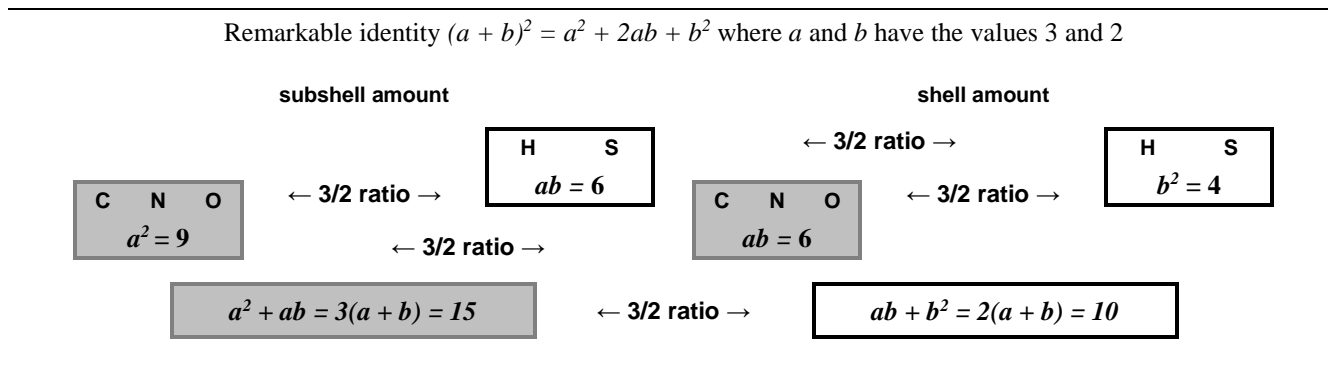 Remarkable identity (a + b)² = a² + 2ab + b² where a and b have the values 3 and 2
subshell amount shell amount
← 3/2 ratio →
H S H S
ab = 6 b² = 4
C N O ← 3/2 ratio → C N O ← 3/2 ratio →
a² = 9 ab = 6
← 3/2 ratio →
a² + ab = 3(a + b) = 15 ← 3/2 ratio → ab + b² = 2(a + b) = 10